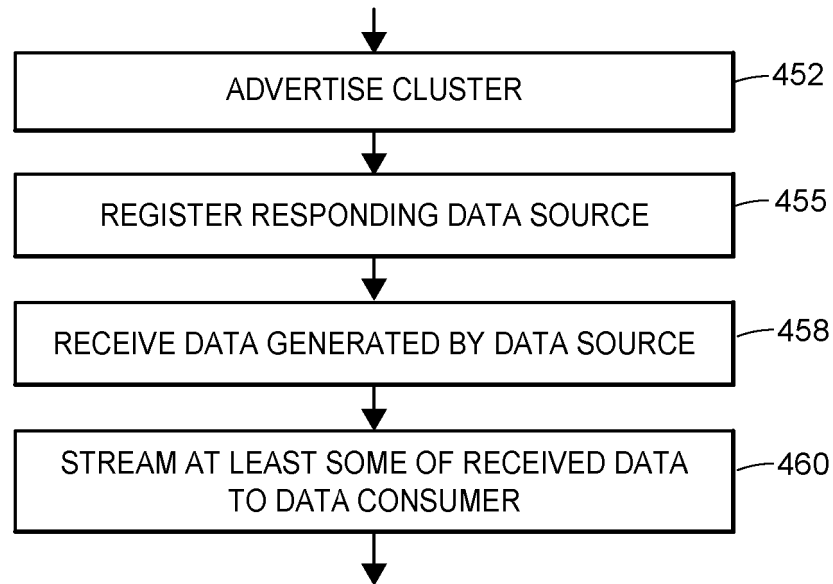 ADVERTISE CLUSTER
452
REGISTER RESPONDING DATA SOURCE
455
RECEIVE DATA GENERATED BY DATA SOURCE
458
STREAM AT LEAST SOME OF RECEIVED DATA
TO DATA CONSUMER
460